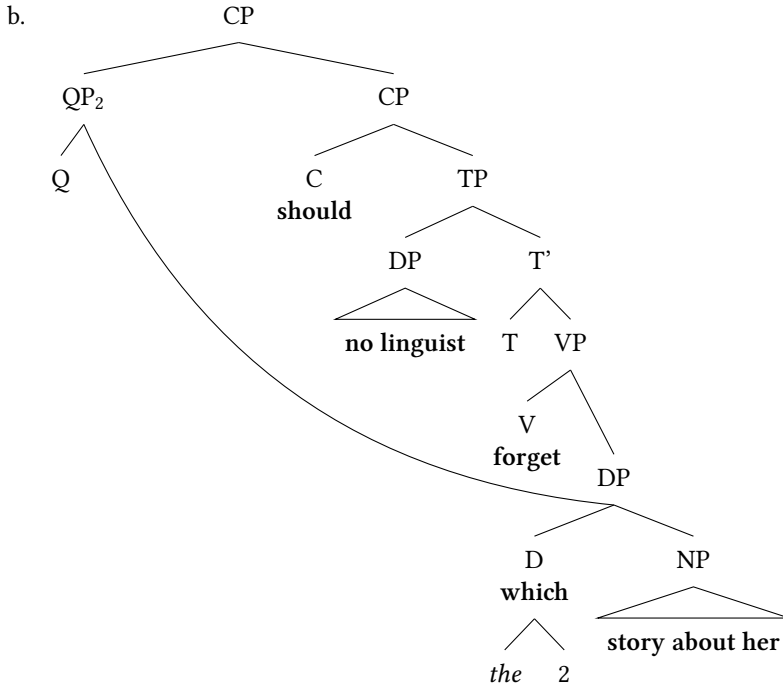 b. CP
QP₂ CP
Q C TP
should
DP T’
no linguist T VP
V
forget
DP
D NP
which
story about her
the 2